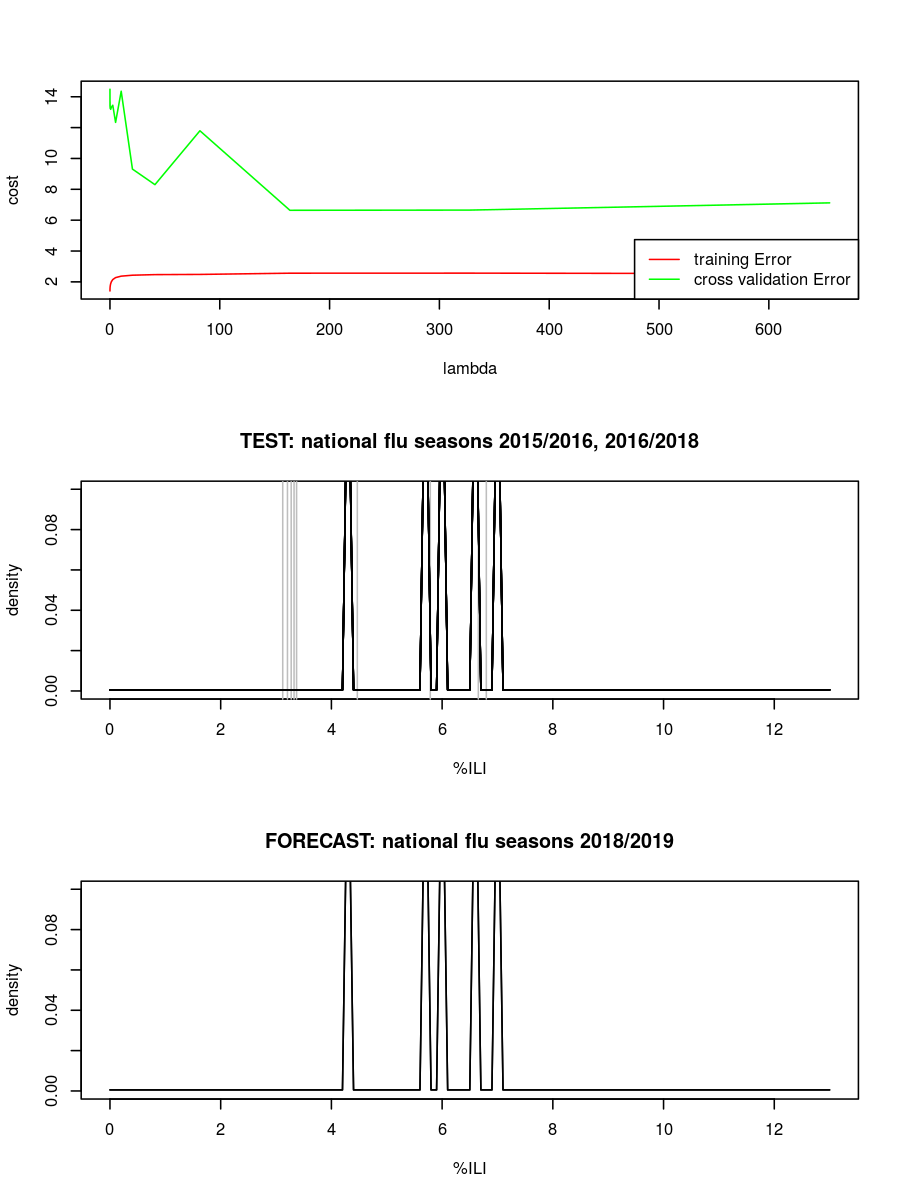 14
10
8
6
4
2
cost
training Error
cross validation Error
0 100 200 300 400 500 600
lambda
TEST: national flu seasons 2015/2016, 2016/2018
0.08
0.04
0.00
density
0 2 4 6 8 10 12
%ILI
FORECAST: national flu seasons 2018/2019
0.08
0.04
0.00
density
0 2 4 6 8 10 12
%ILI